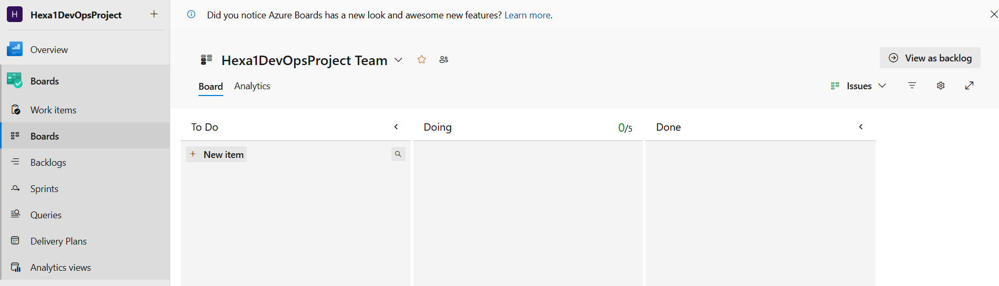 H Hexa1DevOpsProject +
Overview
Boards
Work items
Boards
Backlogs
Sprints
Queries
Delivery Plans
Analytics views
Did you notice Azure Boards has a new look and awesome new features? Learn more.
Hexa1DevOpsProject Team
View as backlog
Board Analytics
Issues
To Do
Doing 0/5
Done
+ New item